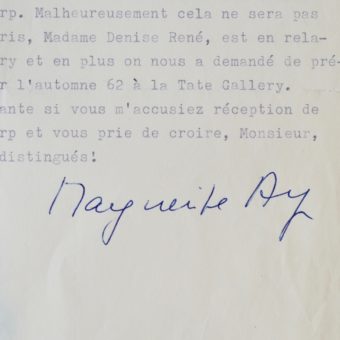 rp. Malheureusement cela ne sera pas
ris, Madame Denise René, est en rela-
ry et en plus on nous a demandé de pré-
r l'automne 62 à la Tate Gallery.
ante si vous m'accusiez réception de
rp et vous prie de croire, Monsieur,
distingués!
Marguerite Arp